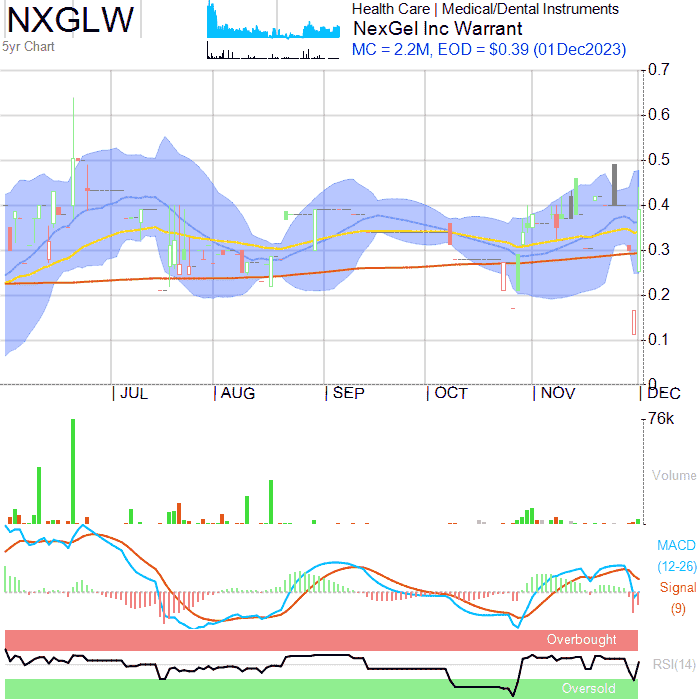 NXGLW
5yr Chart
Health Care | Medical/Dental Instruments
NexGel Inc Warrant
MC = 2.2M, EOD = $0.39 (01Dec2023)
0.7
0.6
0.5
0.4
0.3
0.2
0.1
0
JUL
AUG
SEP
OCT
NOV
DEC
76k
Volume
MACD
(12-26)
Signal
(9)
Overbought
RSI(14)
Oversold